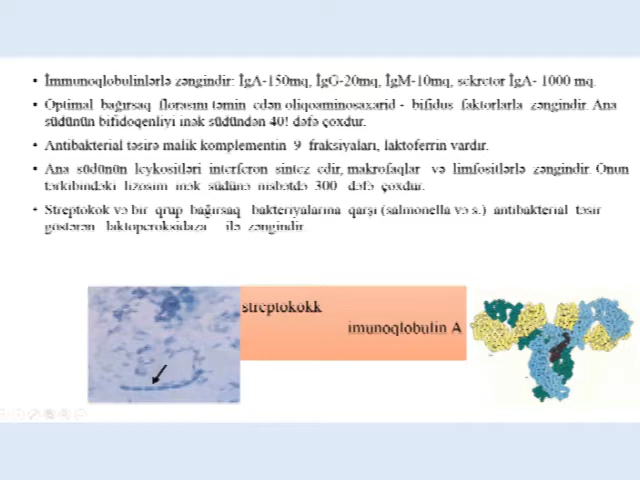 • İmmunoqlobulinlərlə zəngindir: İgA-150mq, İgG-20mq, İgM-10mq, sekretor İgA- 1000 mq.
• Optimal bağırsaq florasını təmin edən oliqoaminosaxarid - bifidus faktorlarla zəngindir. Ana
südünün bifidogenliyi inək südündən 40! dəfə çoxdur.
• Antibakterial təsirə malik komplementin 9 fraksiyaları, laktoferrin vardır.
• Ana südünün leykositləri interferon sintez edir, makrofaqlar və limfositlərlə zəngindir. Onun
tərkibindəki lizosim inək südünə nisbətdə 300 dəfə çoxdur.
• Streptokok və bir qrup bağırsaq bakteriyalarına qarşı (salmonella və s.) antibakterial təsir
göstərən laktoperoksidaza ilə zəngindir.
streptokokk
imunoqlobulin A